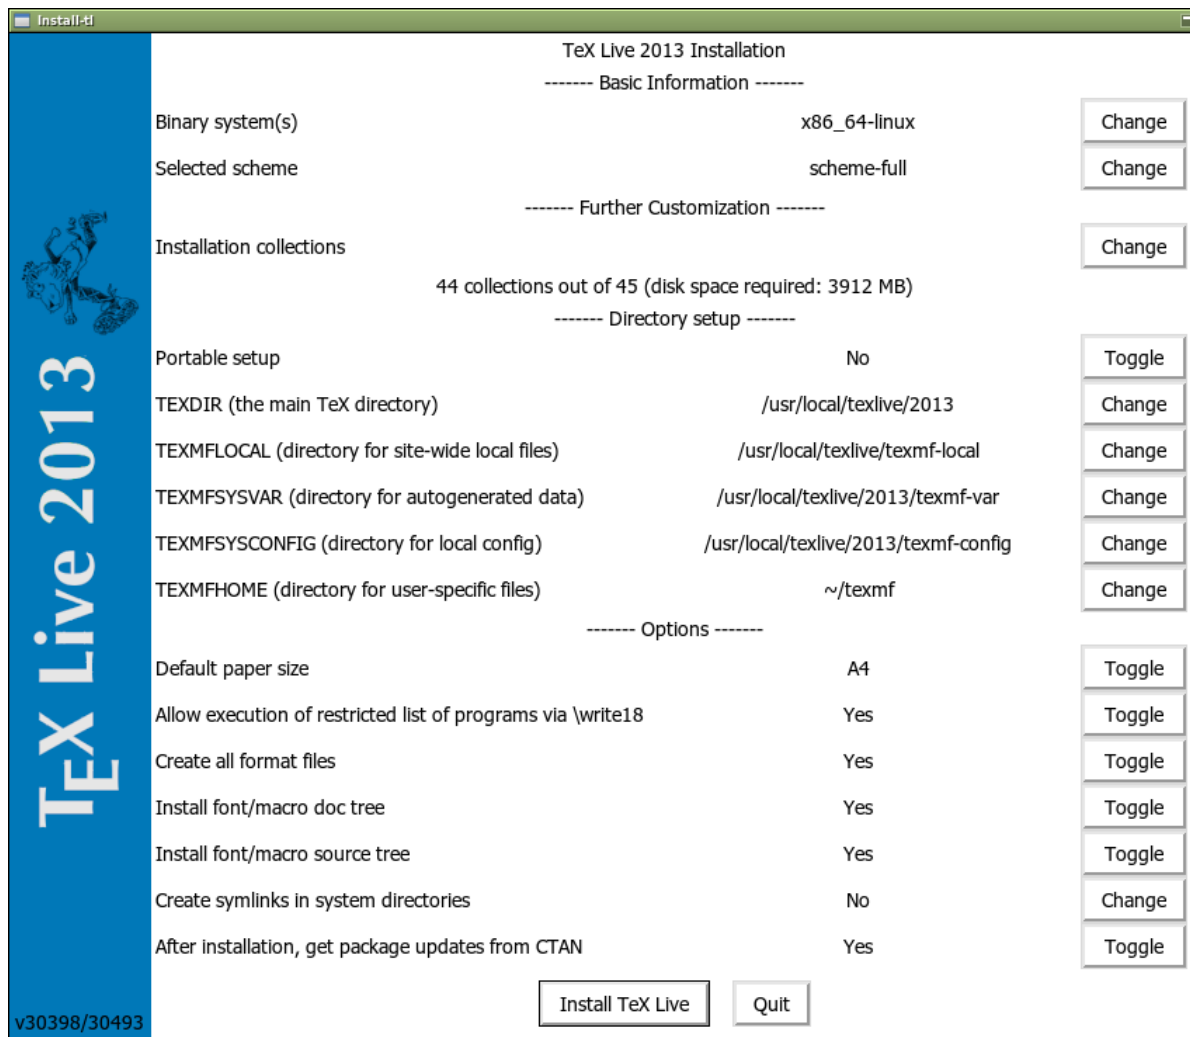 Install-tl
TeX Live 2013 Installation
------- Basic Information -------
Binary system(s) x86_64-linux Change
Selected scheme scheme-full Change
------- Further Customization -------
Installation collections Change
44 collections out of 45 (disk space required: 3912 MB)
------- Directory setup -------
Portable setup No Toggle
TEXDIR (the main TeX directory) /usr/local/texlive/2013 Change
TEXMFLOCAL (directory for site-wide local files) /usr/local/texlive/texmf-local Change
TEXMFSYSVAR (directory for autogenerated data) /usr/local/texlive/2013/texmf-var Change
TEXMFSYSCONFIG (directory for local config) /usr/local/texlive/2013/texmf-config Change
TEXMFHOME (directory for user-specific files) ~/texmf Change
------- Options -------
Default paper size A4 Toggle
Allow execution of restricted list of programs via \write18 Yes Toggle
Create all format files Yes Toggle
Install font/macro doc tree Yes Toggle
Install font/macro source tree Yes Toggle
Create symlinks in system directories No Change
After installation, get package updates from CTAN Yes Toggle
Install TeX Live Quit
TEX Live 2013
v30398/30493